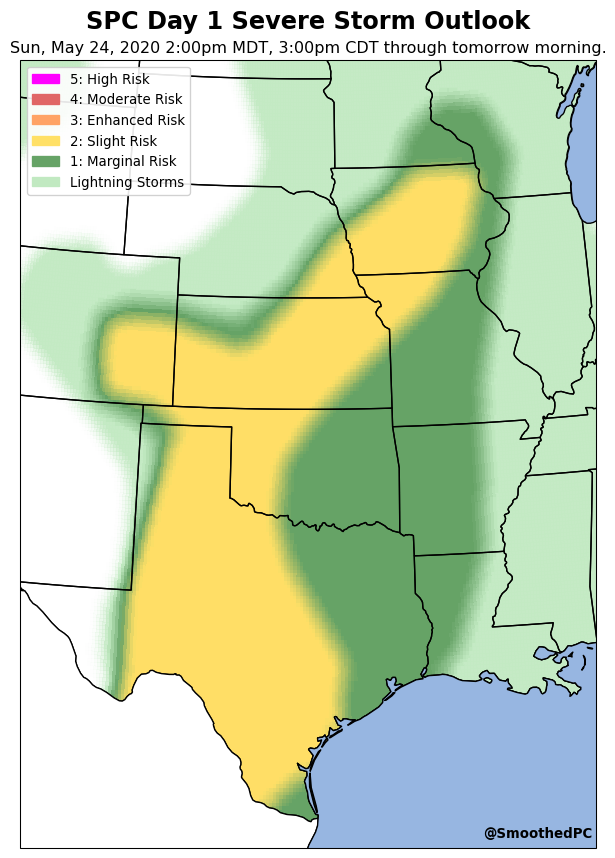 SPC Day 1 Severe Storm Outlook
Sun, May 24, 2020 2:00pm MDT, 3:00pm CDT through tomorrow morning.
5: High Risk
4: Moderate Risk
3: Enhanced Risk
2: Slight Risk
1: Marginal Risk
Lightning Storms
@SmoothedPC